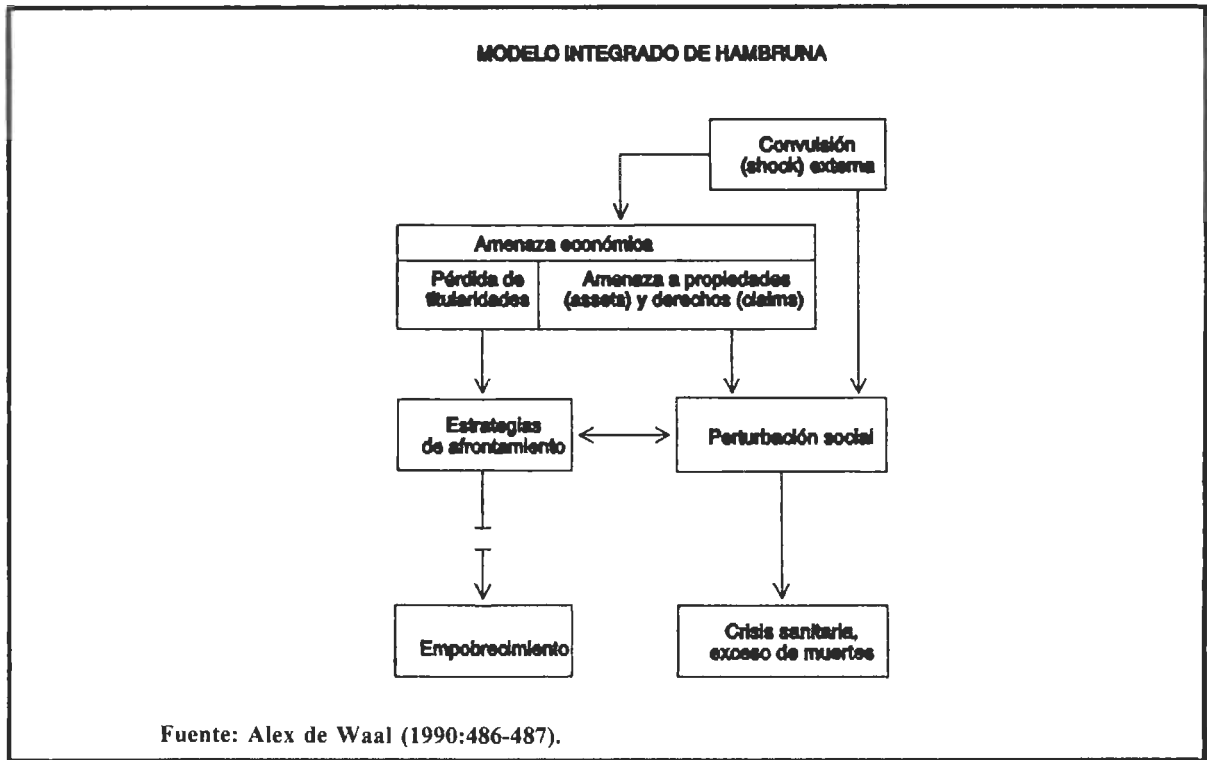 MODELO INTEGRADO DE HAMBRUNA
Convulsión
(shock) externa
Amenaza económica
Pérdida de
titularidades
Amenaza a propiedades
(assets) y derechos (claims)
Estrategias
de afrontamiento
Perturbación social
Empobrecimiento
Crisis sanitaria,
exceso de muertes
Fuente: Alex de Waal (1990:486-487).